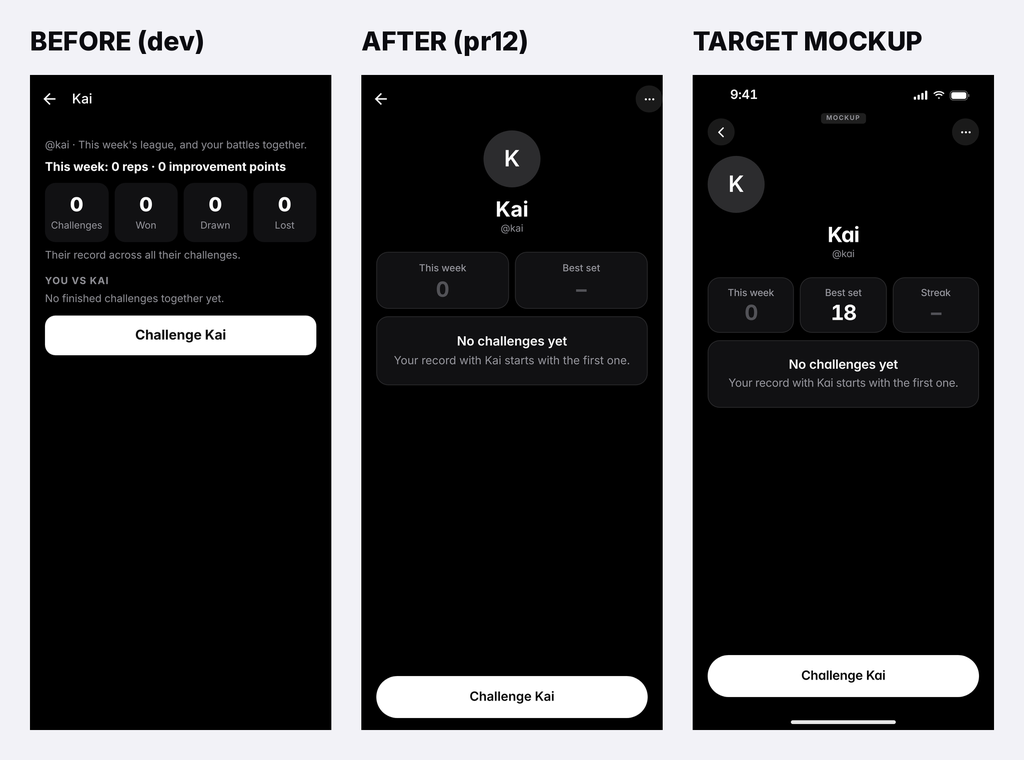 BEFORE (dev)
Kai
@kai · This week's league, and your battles together.
This week: 0 reps · 0 improvement points
0 0 0 0
Challenges Won Drawn Lost
Their record across all their challenges.
YOU VS KAI
No finished challenges together yet.
Challenge Kai
AFTER (pr12)
K
Kai
@kai
This week Best set
0 –
No challenges yet
Your record with Kai starts with the first one.
Challenge Kai
TARGET MOCKUP
9:41
MOCKUP
K
Kai
@kai
This week Best set Streak
0 18 –
No challenges yet
Your record with Kai starts with the first one.
Challenge Kai